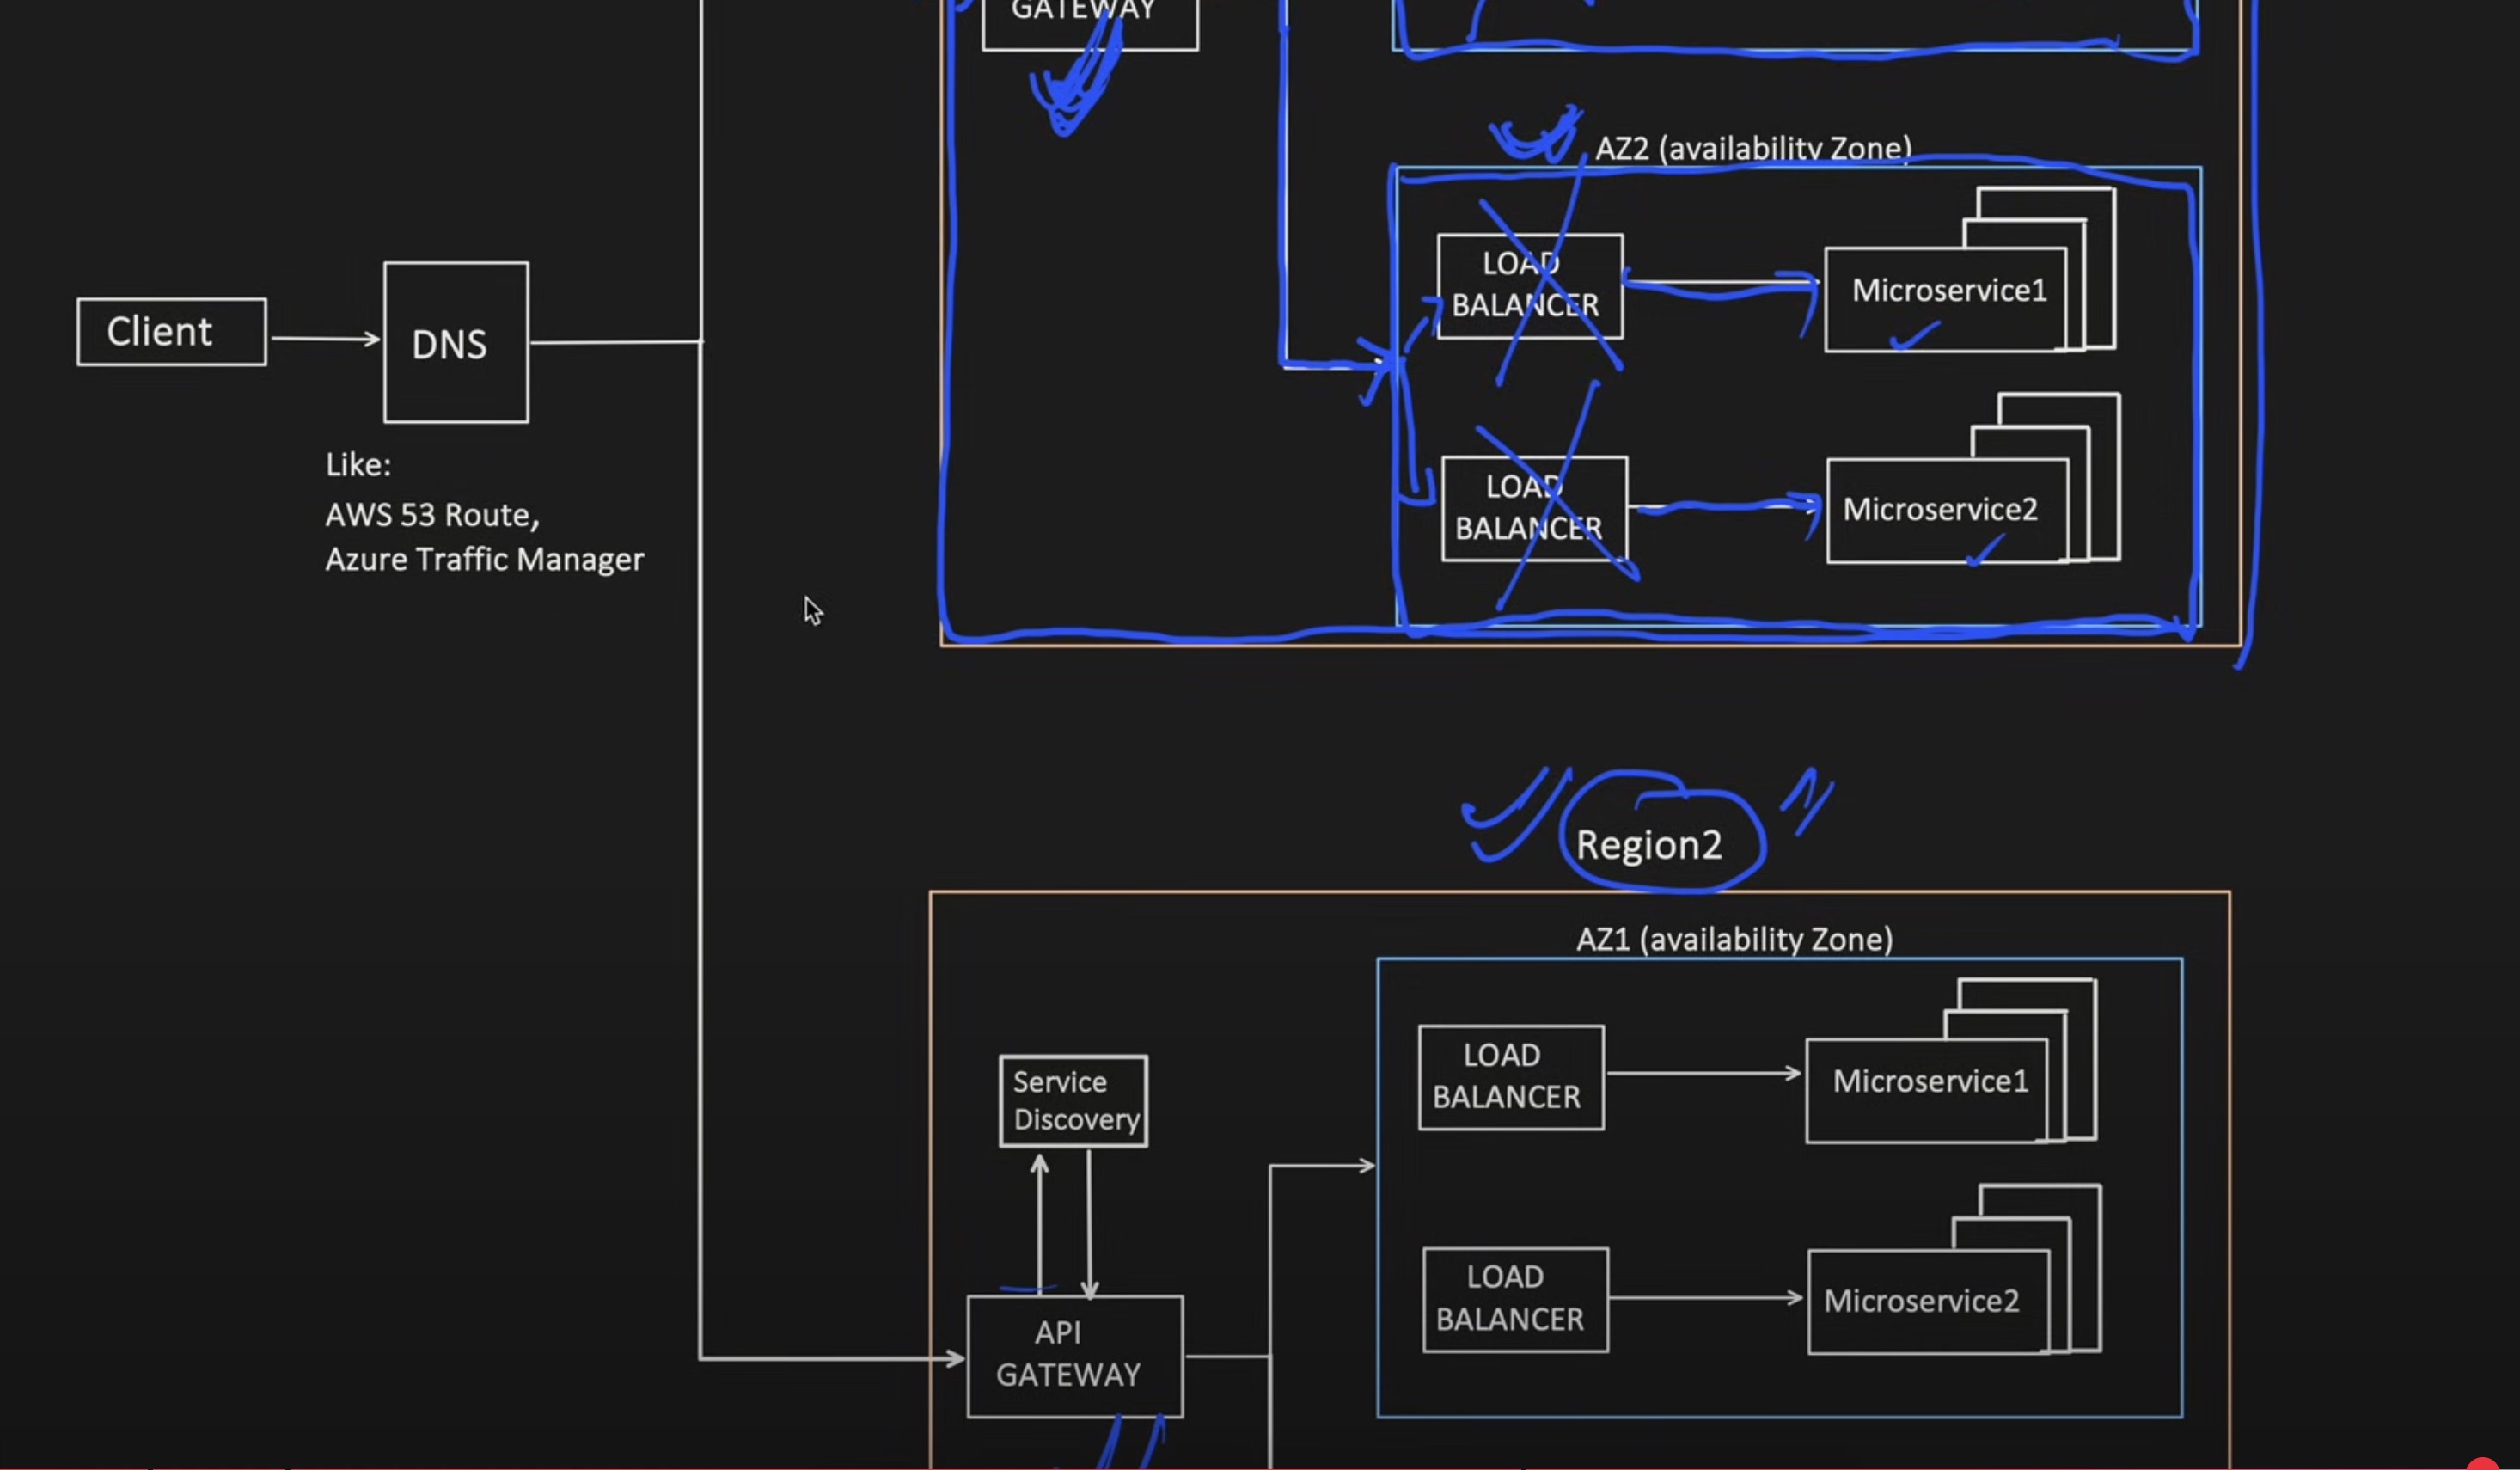 GATEWAY
AZ2 (availability Zone)
LOAD
BALANCER
Microservice1
Client
DNS
Like:
AWS 53 Route,
Azure Traffic Manager
LOAD
BALANCER
Microservice2
Region2
AZ1 (availability Zone)
LOAD
BALANCER
Microservice1
Service
Discovery
LOAD
BALANCER
Microservice2
API
GATEWAY